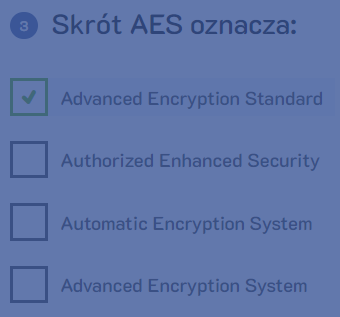 3 Skrót AES oznacza:
Advanced Encryption Standard
Authorized Enhanced Security
Automatic Encryption System
Advanced Encryption System